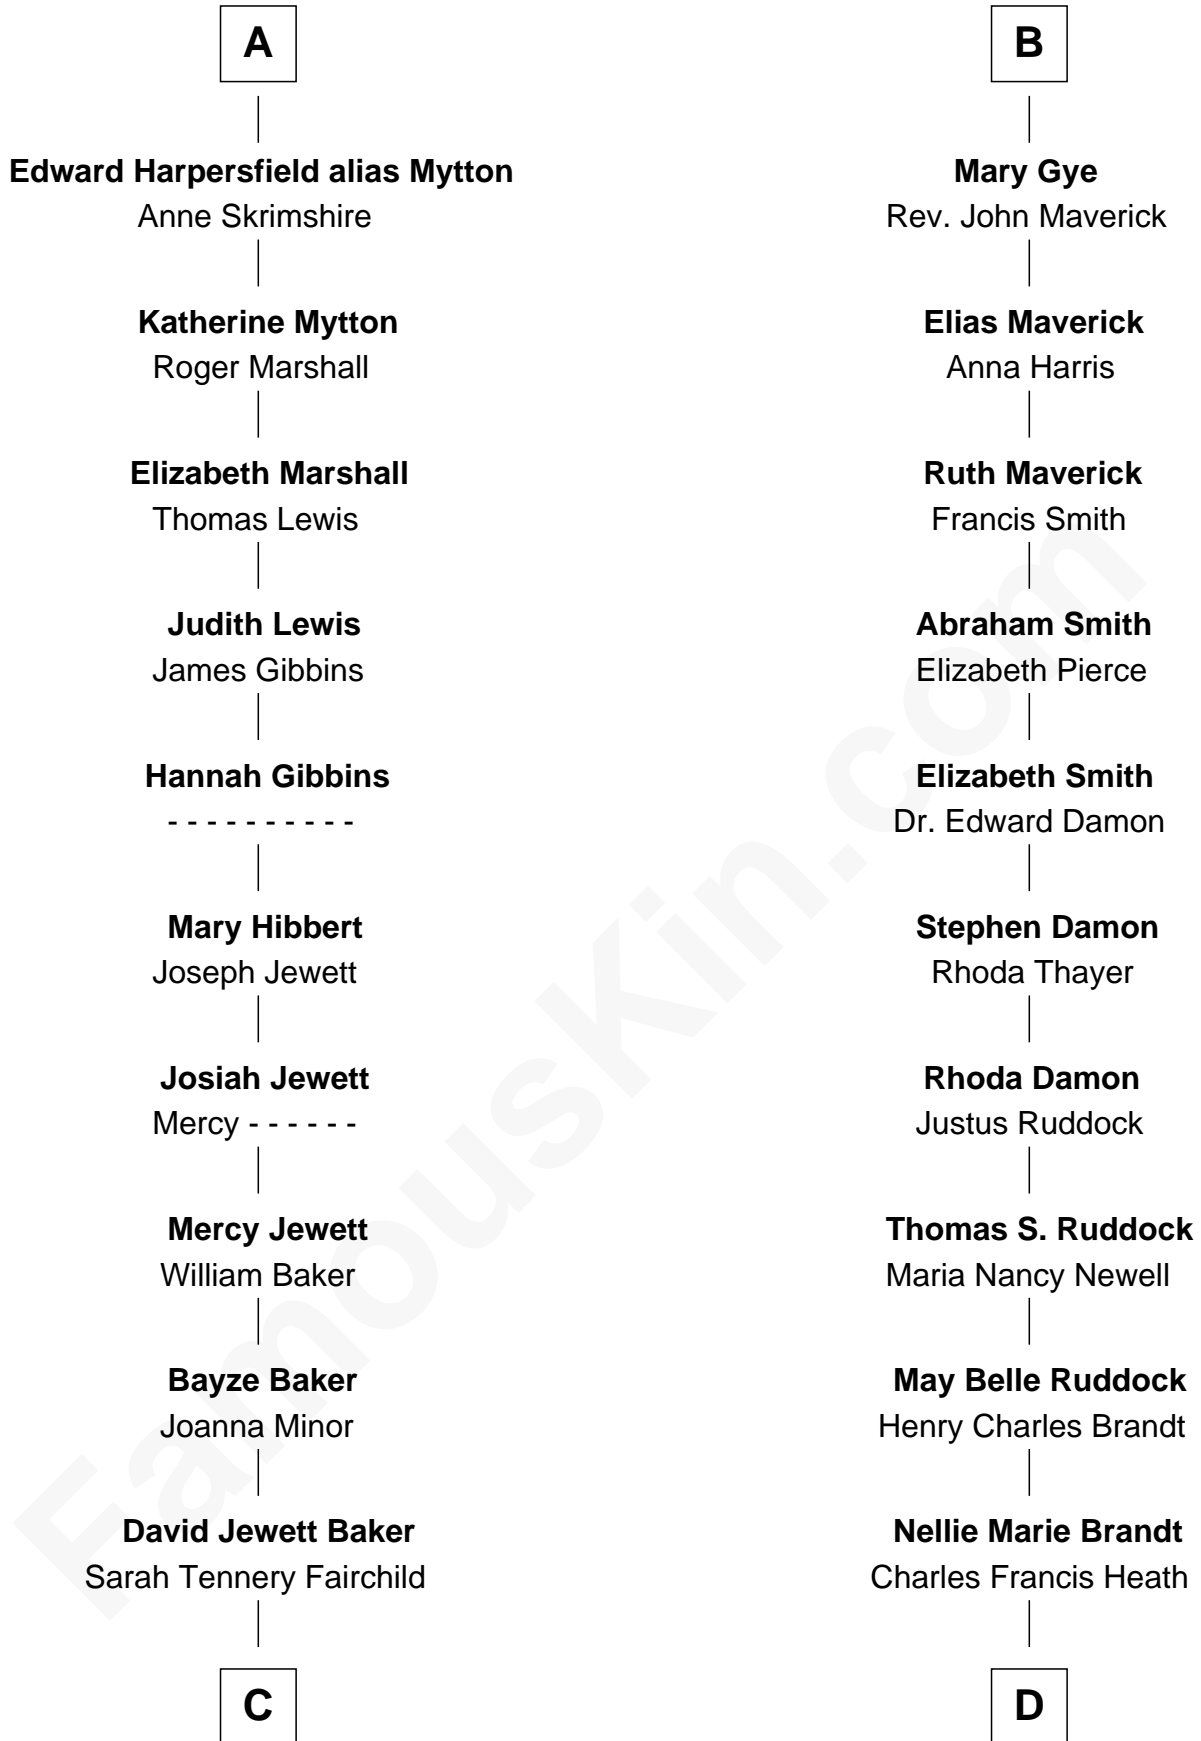 A
Edward Harpersfield alias Mytton
Anne Skrimshire
Katherine Mytton
Roger Marshall
Elizabeth Marshall
Thomas Lewis
Judith Lewis
James Gibbins
Hannah Gibbins
- - - - - - - - - -
Mary Hibbert
Joseph Jewett
Josiah Jewett
Mercy - - - - - -
Mercy Jewett
William Baker
Bayze Baker
Joanna Minor
David Jewett Baker
Sarah Tennery Fairchild
C
B
Mary Gye
Rev. John Maverick
Elias Maverick
Anna Harris
Ruth Maverick
Francis Smith
Abraham Smith
Elizabeth Pierce
Elizabeth Smith
Dr. Edward Damon
Stephen Damon
Rhoda Thayer
Rhoda Damon
Justus Ruddock
Thomas S. Ruddock
Maria Nancy Newell
May Belle Ruddock
Henry Charles Brandt
Nellie Marie Brandt
Charles Francis Heath
D
FamousKin.com